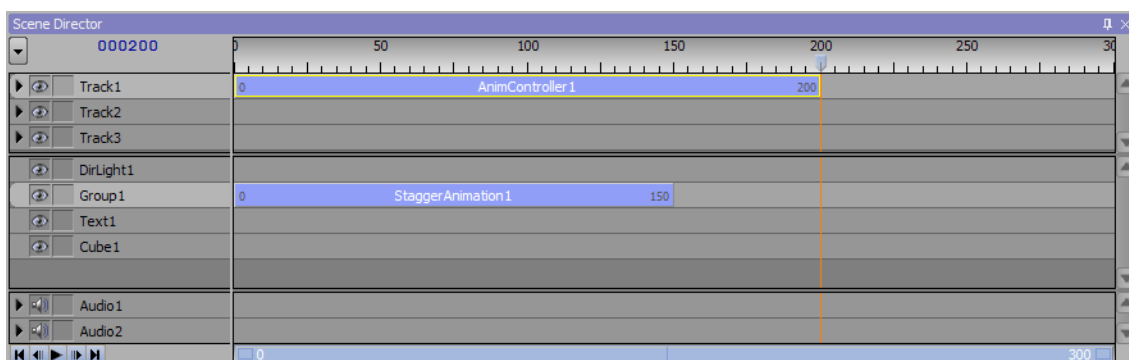 Scene Director
000200 0 50 100 150 200 250 30
Track1 0 AnimController1 200
Track2
Track3
DirLight1
Group1 0 StaggerAnimation1 150
Text1
Cube1
Audio1
Audio2
0 300